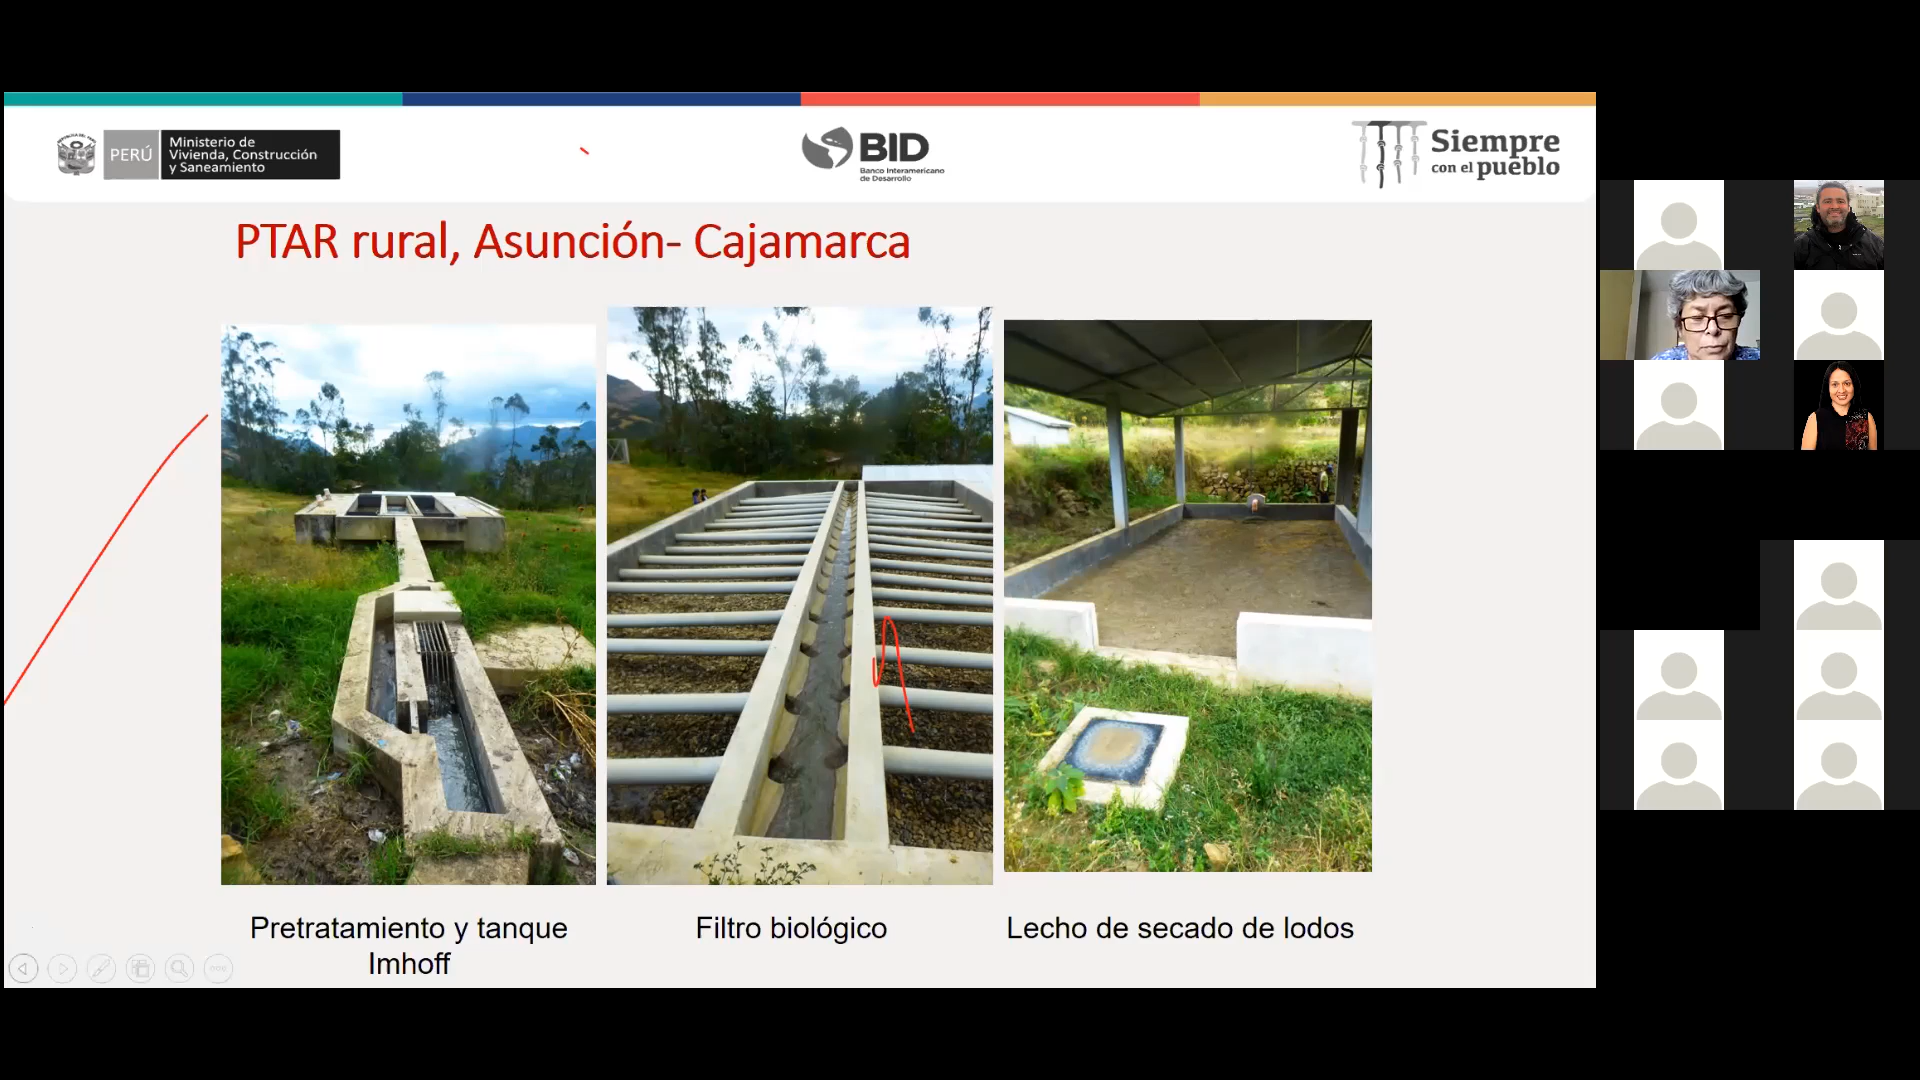 PERÚ
Ministerio de
Vivienda, Construcción
y Saneamiento
BID
Banco Interamericano
de Desarrollo
Siempre
con el pueblo
PTAR rural, Asunción- Cajamarca
Pretratamiento y tanque
Imhoff
Filtro biológico
Lecho de secado de lodos